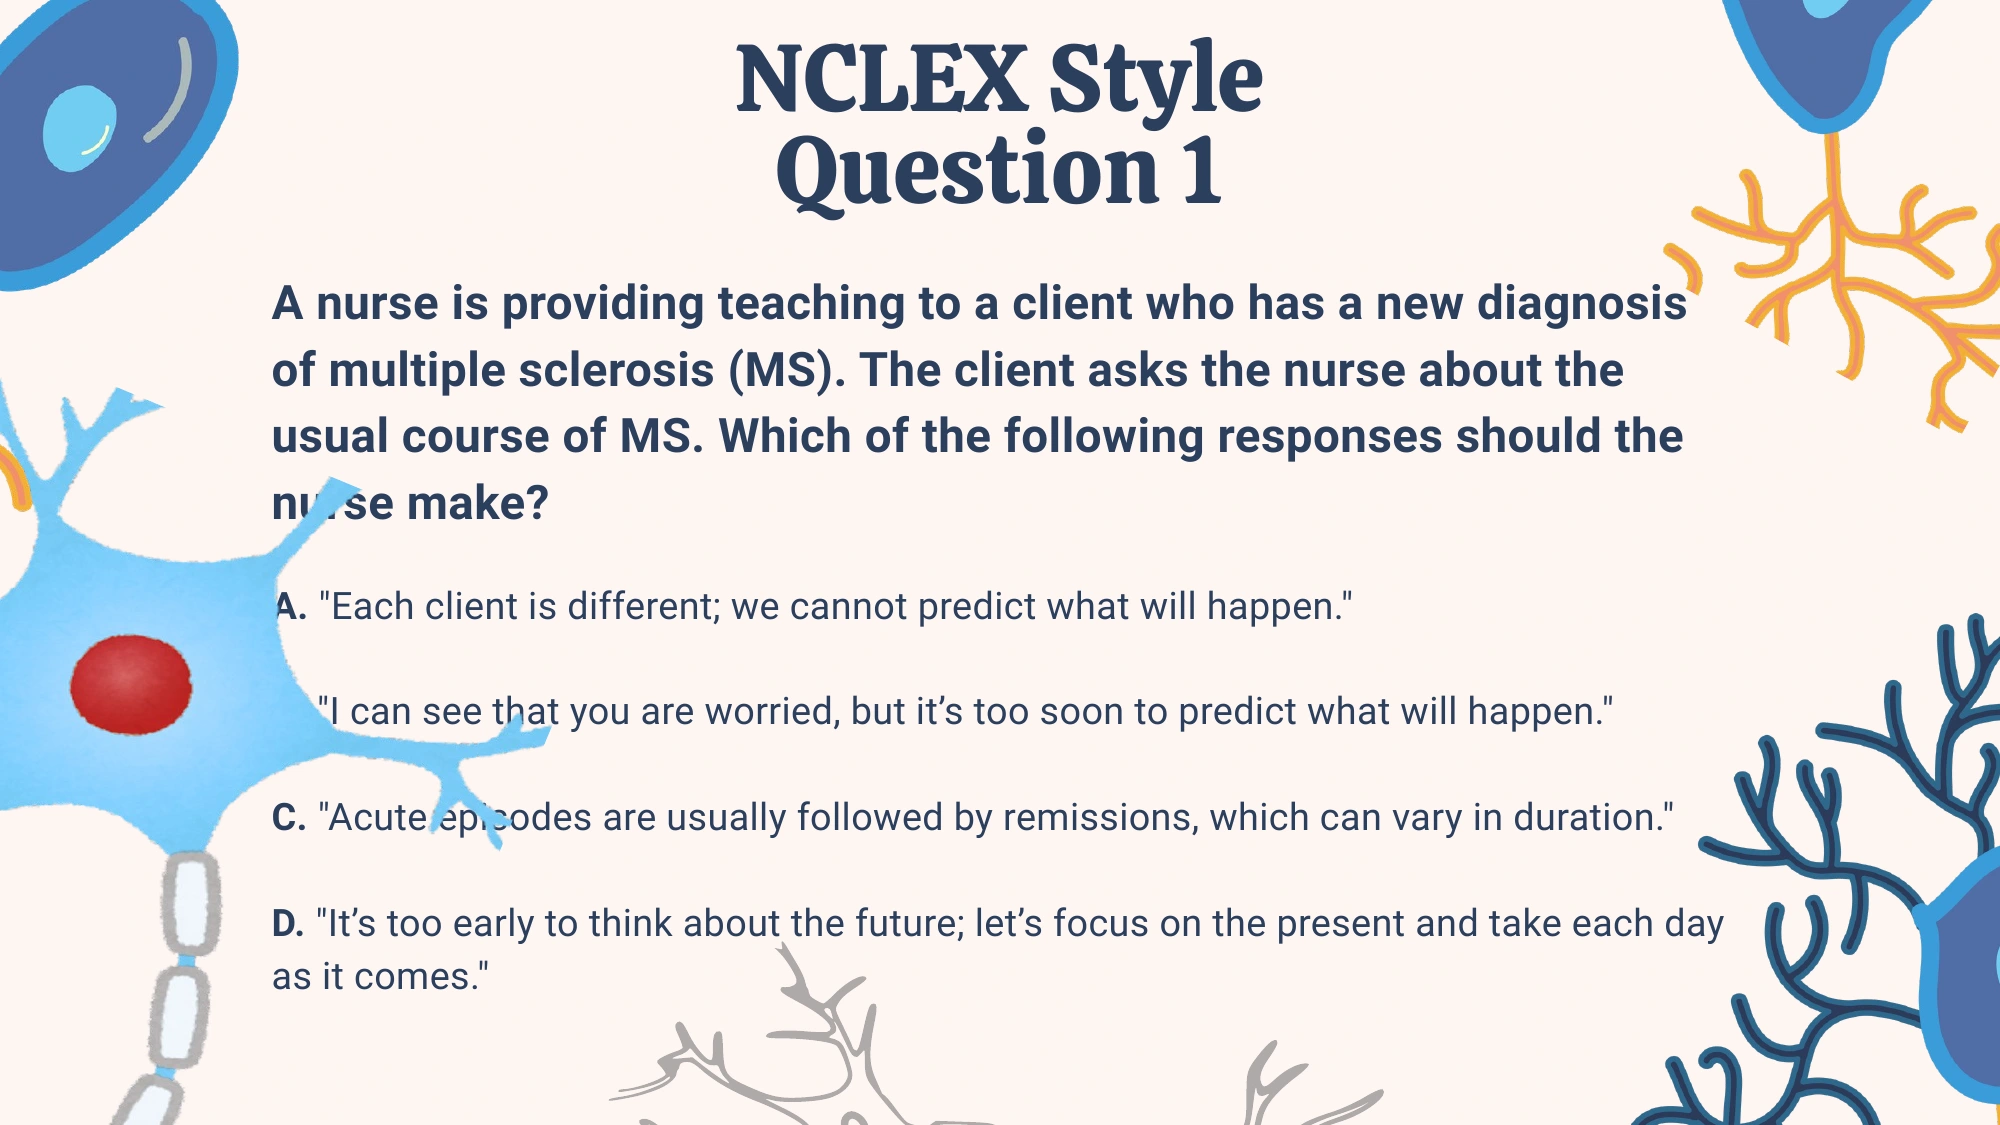 NCLEX Style
Question 1
A nurse is providing teaching to a client who has a new diagnosis
of multiple sclerosis (MS). The client asks the nurse about the
usual course of MS. Which of the following responses should the
nurse make?
A. "Each client is different; we cannot predict what will happen."
"I can see that you are worried, but it’s too soon to predict what will happen."
C. "Acute episodes are usually followed by remissions, which can vary in duration."
D. "It’s too early to think about the future; let’s focus on the present and take each day
as it comes."